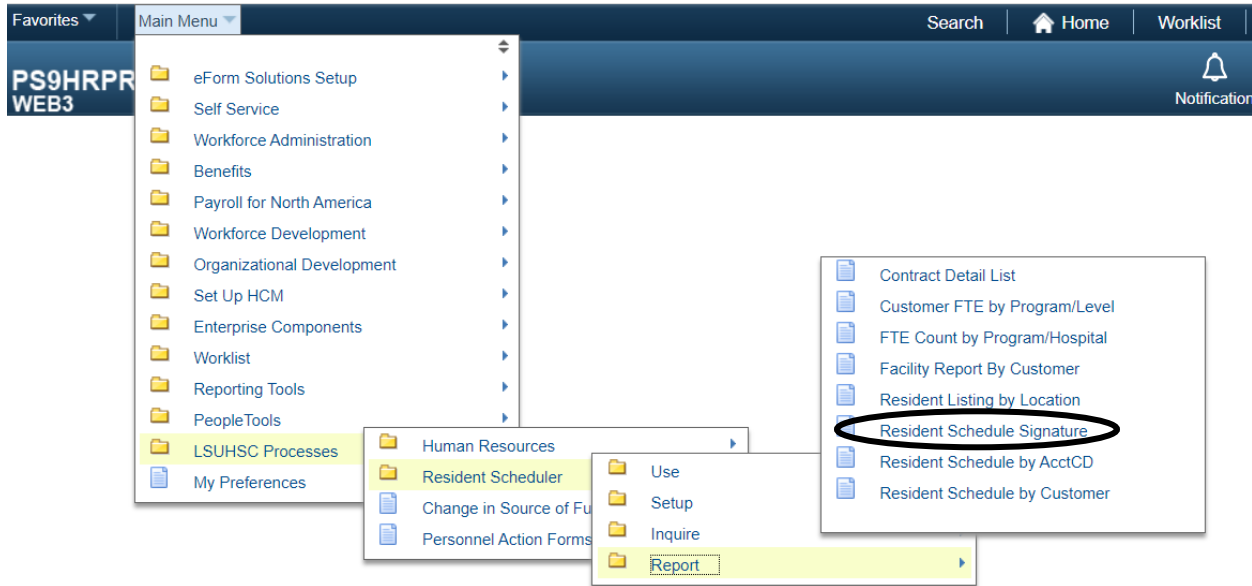 Favorites Main Menu Search Home Worklist
PS9HRPR
WEB3
Notification
eForm Solutions Setup
Self Service
Workforce Administration
Benefits
Payroll for North America
Workforce Development
Organizational Development
Set Up HCM
Enterprise Components
Worklist
Reporting Tools
PeopleTools
LSUHSC Processes
My Preferences
Human Resources
Resident Scheduler
Change in Source of Fu
Personnel Action Forms
Use
Setup
Inquire
Report
Contract Detail List
Customer FTE by Program/Level
FTE Count by Program/Hospital
Facility Report By Customer
Resident Listing by Location
Resident Schedule Signature
Resident Schedule by AcctCD
Resident Schedule by Customer